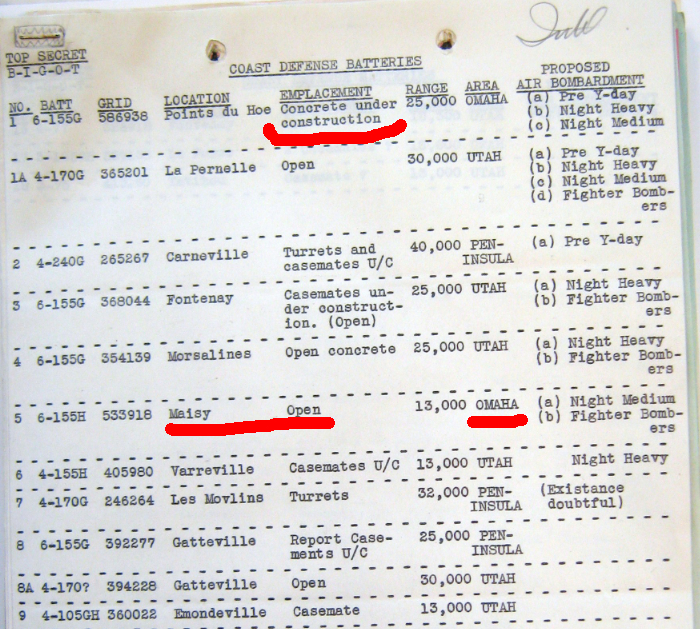 TOP SECRET
B-I-G-O-T
COAST DEFENSE BATTERIES
PROPOSED
NO. BATT GRID LOCATION EMPLACEMENT RANGE AREA AIR BOMBARDMENT
1 6-155G 586938 Points du Hoe Concrete under 25,000 OMAHA (a) Pre Y-day
construction (b) Night Heavy
(c) Night Medium
1A 4-170G 365201 La Pernelle Open 30,000 UTAH (a) Pre Y-day
(b) Night Heavy
(c) Night Medium
(d) Fighter Bomb-
ers
2 4-240G 265267 Carneville Turrets and 40,000 PEN- (a) Pre Y-day
casemates U/C INSULA
3 6-155G 368044 Fontenay Casemates un- 25,000 UTAH (a) Night Heavy
der construct- (b) Fighter Bomb-
ion. (Open) ers
4 6-155G 354139 Morsalines Open concrete 25,000 UTAH (a) Night Heavy
(b) Fighter Bomb-
ers
5 6-155H 533918 Maisy Open 13,000 OMAHA (a) Night Medium
(b) Fighter Bomb-
ers
6 4-155H 405980 Varreville Casemates U/C 13,000 UTAH Night Heavy
7 4-170G 246264 Les Movlins Turrets 32,000 PEN- (Existance
INSULA doubtful)
8 6-155G 392277 Gatteville Report Case- 25,000 PEN-
ments U/C INSULA
8A 4-170? 394228 Gatteville Open 30,000 UTAH
9 4-105GH 360022 Emondeville Casemate 13,000 UTAH